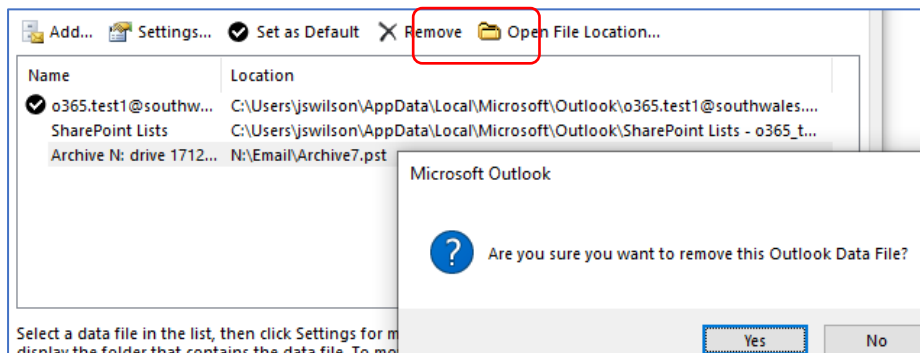 Add... Settings... Set as Default Remove Open File Location...
Name Location
o365.test1@southw... C:\Users\jswilson\AppData\Local\Microsoft\Outlook\o365.test1@southwales....
SharePoint Lists C:\Users\jswilson\AppData\Local\Microsoft\Outlook\SharePoint Lists - o365_t...
Archive N: drive 1712... N:\Email\Archive7.pst
Microsoft Outlook
Are you sure you want to remove this Outlook Data File?
Select a data file in the list, then click Settings for m
display the folder that contains the data file. To mo
Yes No